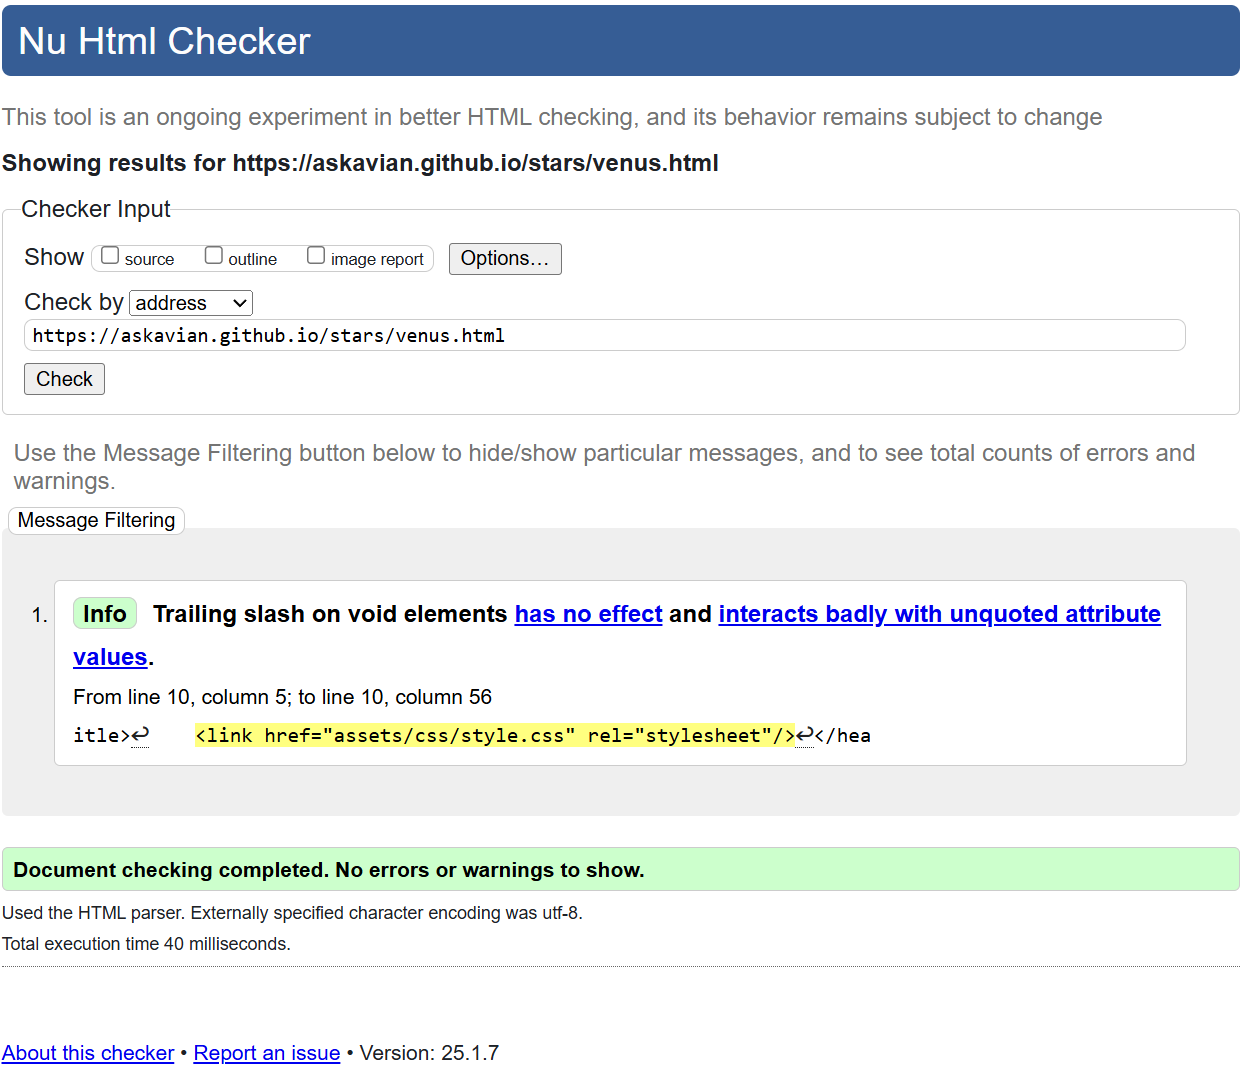 Nu Html Checker
This tool is an ongoing experiment in better HTML checking, and its behavior remains subject to change
Showing results for https://askavian.github.io/stars/venus.html
Checker Input
Show source outline image report Options...
Check by address
https://askavian.github.io/stars/venus.html
Check
Use the Message Filtering button below to hide/show particular messages, and to see total counts of errors and
warnings.
Message Filtering
1. Info Trailing slash on void elements has no effect and interacts badly with unquoted attribute
values.
From line 10, column 5; to line 10, column 56
itle>↩ <link href="assets/css/style.css" rel="stylesheet"/>↩</hea
Document checking completed. No errors or warnings to show.
Used the HTML parser. Externally specified character encoding was utf-8.
Total execution time 40 milliseconds.
About this checker • Report an issue • Version: 25.1.7